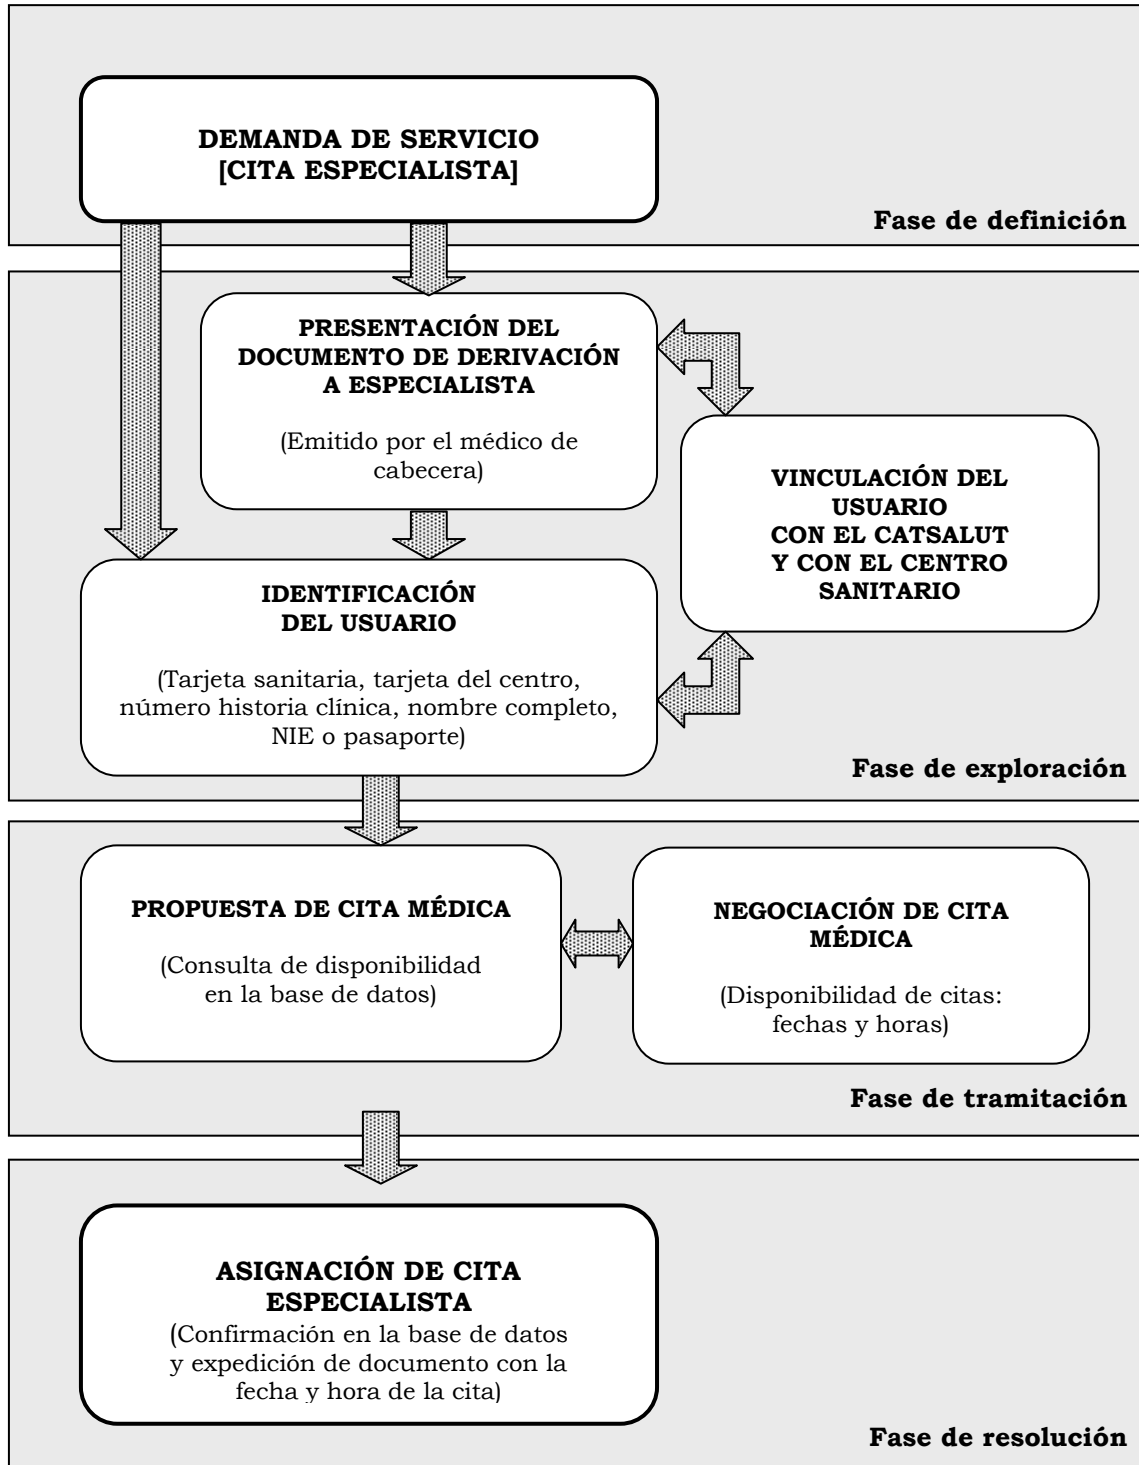 DEMANDA DE SERVICIO
[CITA ESPECIALISTA]
Fase de definición
PRESENTACIÓN DEL
DOCUMENTO DE DERIVACIÓN
A ESPECIALISTA
(Emitido por el médico de
cabecera)
VINCULACIÓN DEL
USUARIO
CON EL CATSALUT
Y CON EL CENTRO
SANITARIO
IDENTIFICACIÓN
DEL USUARIO
(Tarjeta sanitaria, tarjeta del centro,
número historia clínica, nombre completo,
NIE o pasaporte)
Fase de exploración
PROPUESTA DE CITA MÉDICA
(Consulta de disponibilidad
en la base de datos)
NEGOCIACIÓN DE CITA
MÉDICA
(Disponibilidad de citas:
fechas y horas)
Fase de tramitación
ASIGNACIÓN DE CITA
ESPECIALISTA
(Confirmación en la base de datos
y expedición de documento con la
fecha y hora de la cita)
Fase de resolución